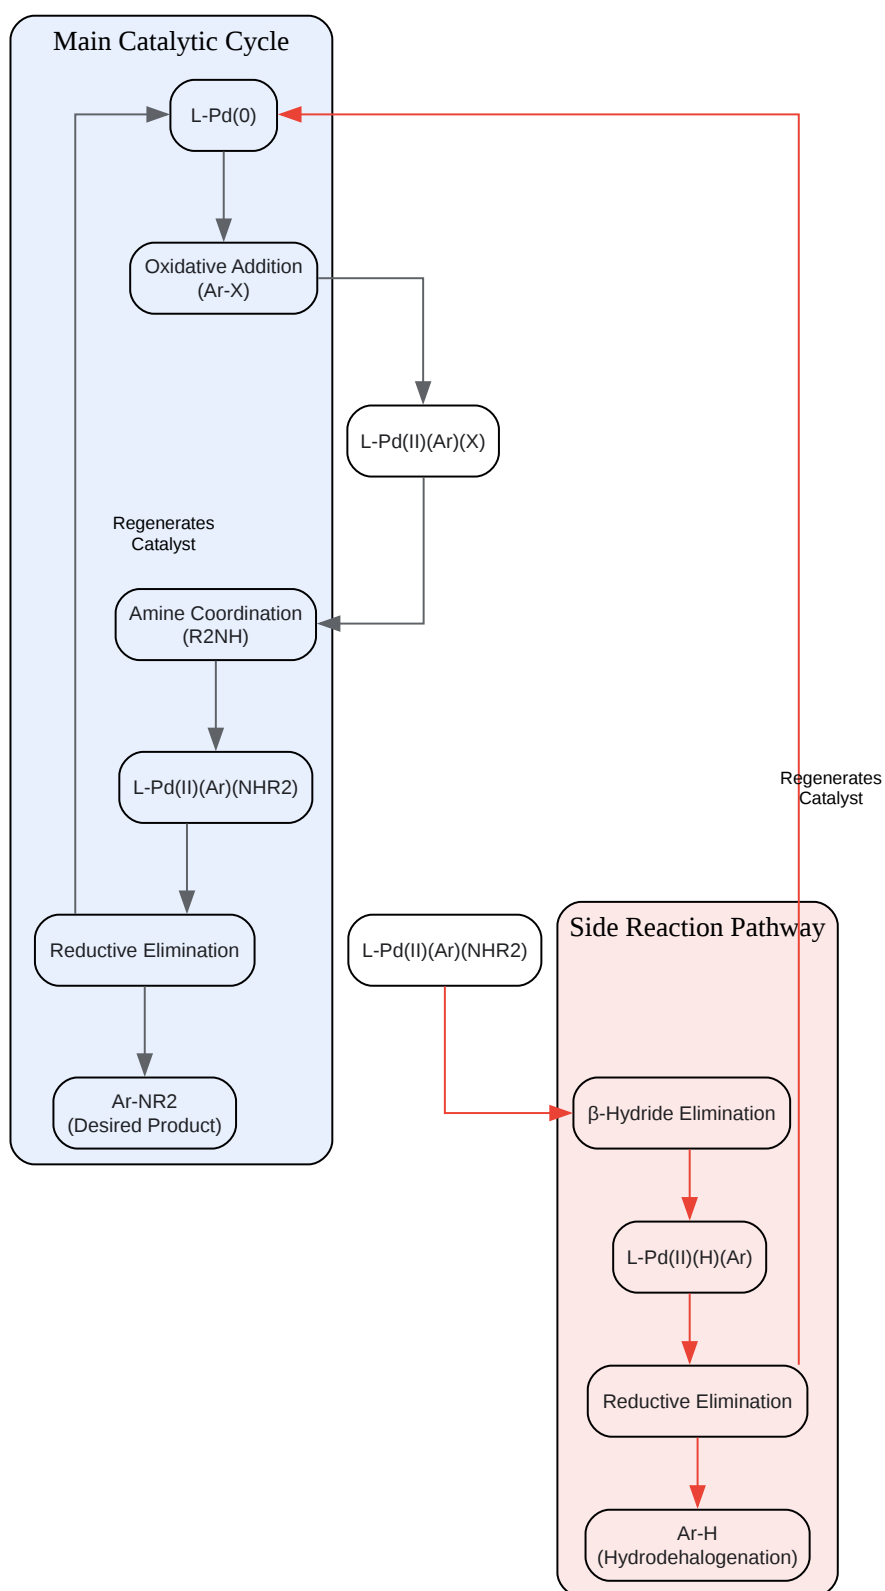 Main Catalytic Cycle
L-Pd(0)
Oxidative Addition
(Ar-X)
L-Pd(II)(Ar)(X)
Regenerates
Catalyst
Amine Coordination
(R2NH)
L-Pd(II)(Ar)(NHR2)
Regenerates
Catalyst
Reductive Elimination
L-Pd(II)(Ar)(NHR2)
Side Reaction Pathway
Ar-NR2
(Desired Product)
β-Hydride Elimination
L-Pd(II)(H)(Ar)
Reductive Elimination
Ar-H
(Hydrodehalogenation)